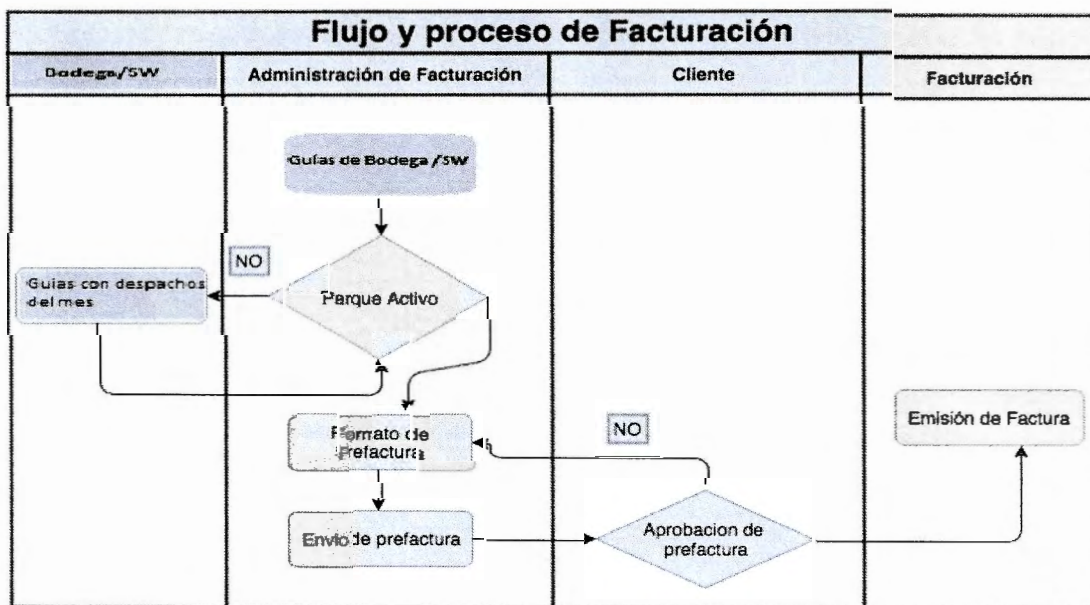 Flujo y proceso de Facturación
Bodega/SW
Administración de Facturación
Cliente
Facturación
Guías de Bodega /SW
NO
Guias con despachos
del mes
Parque Activo
Formato de
Prefactura
NO
Emisión de Factura
Envio de prefactura
Aprobacion de
prefactura